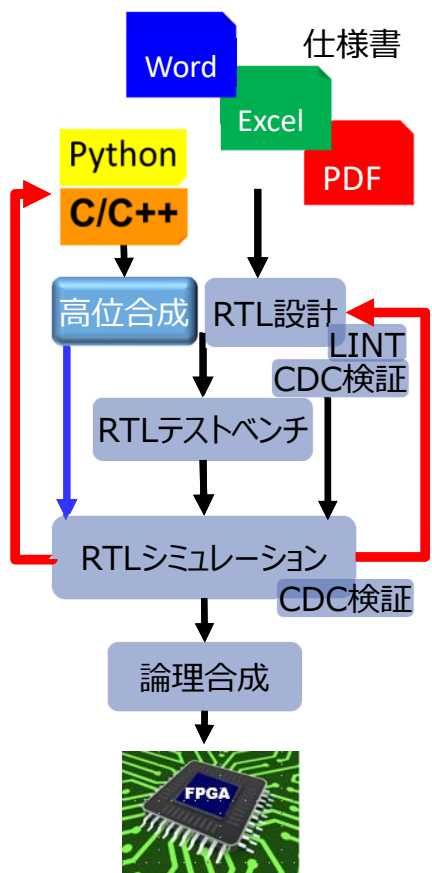 仕様書
Word
Excel
PDF
Python
C/C++
高位合成
RTL設計
LINT
CDC検証
RTLテストベンチ
RTLシミュレーション
CDC検証
論理合成
FPGA